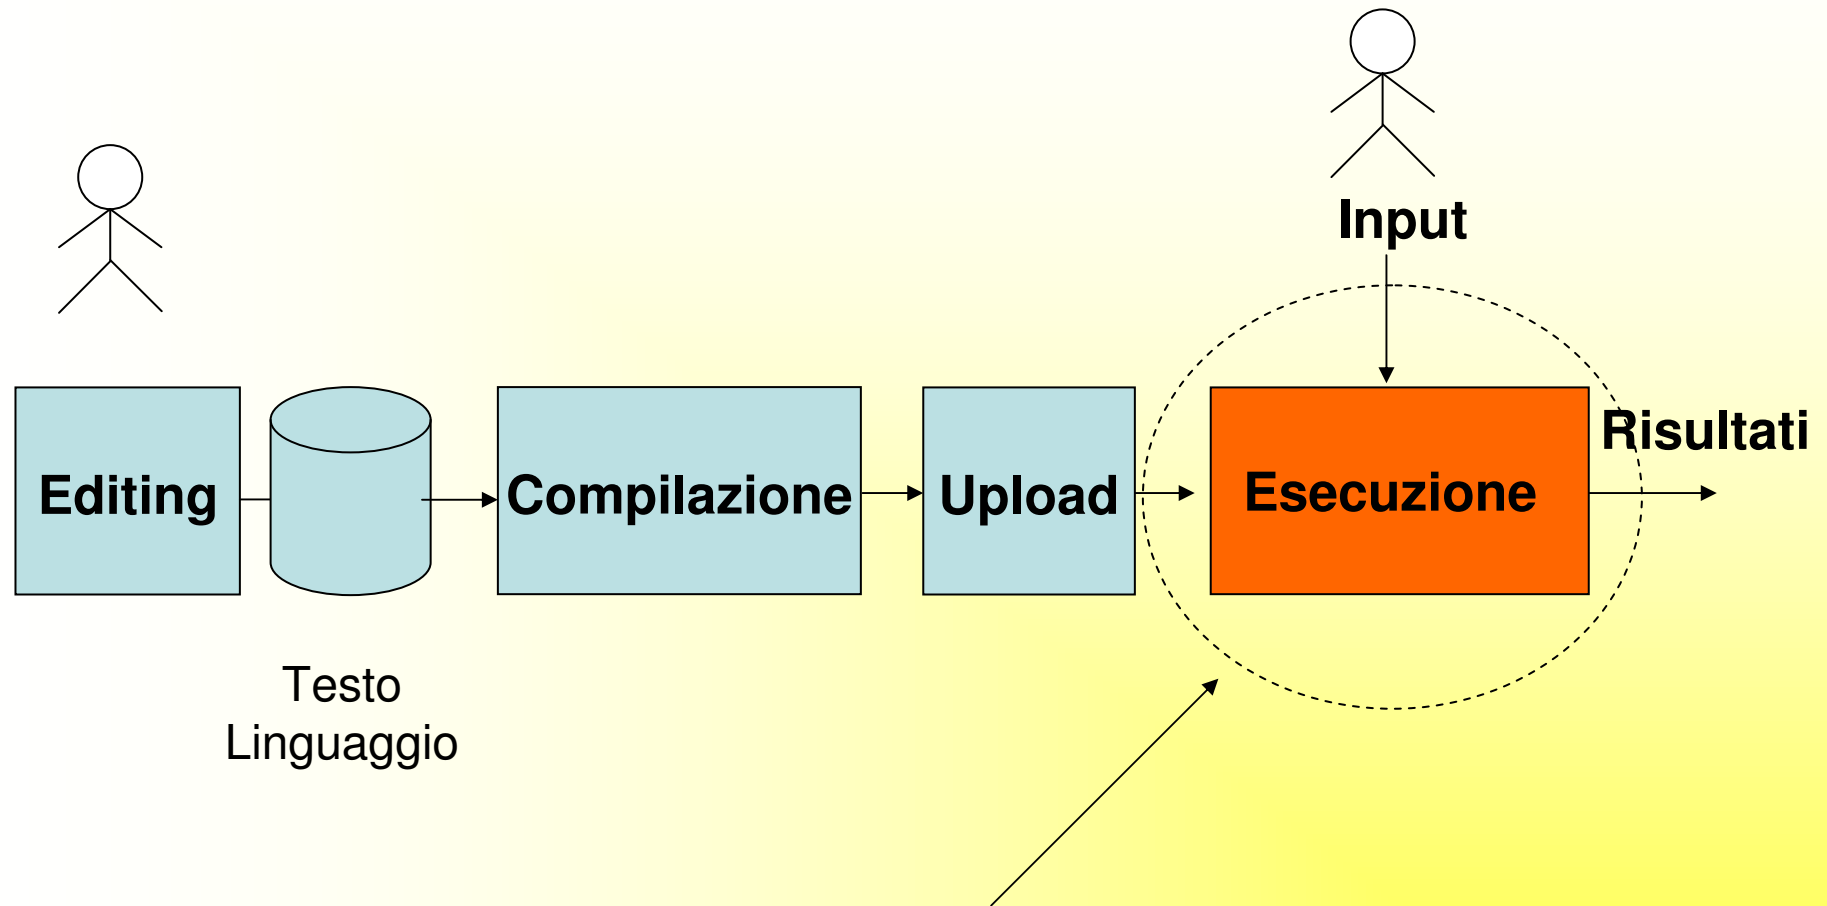 Input
Risultati
Editing
Compilazione
Upload
Esecuzione
Testo
Linguaggio